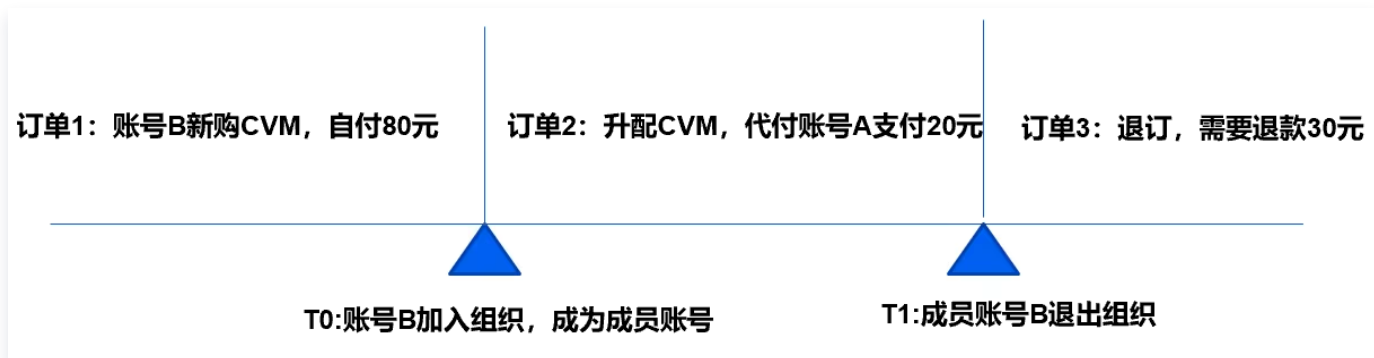 订单1：账号B新购CVM，自付80元
订单2：升配CVM，代付账号A支付20元
订单3：退订，需要退款30元
T0:账号B加入组织，成为成员账号
T1:成员账号B退出组织